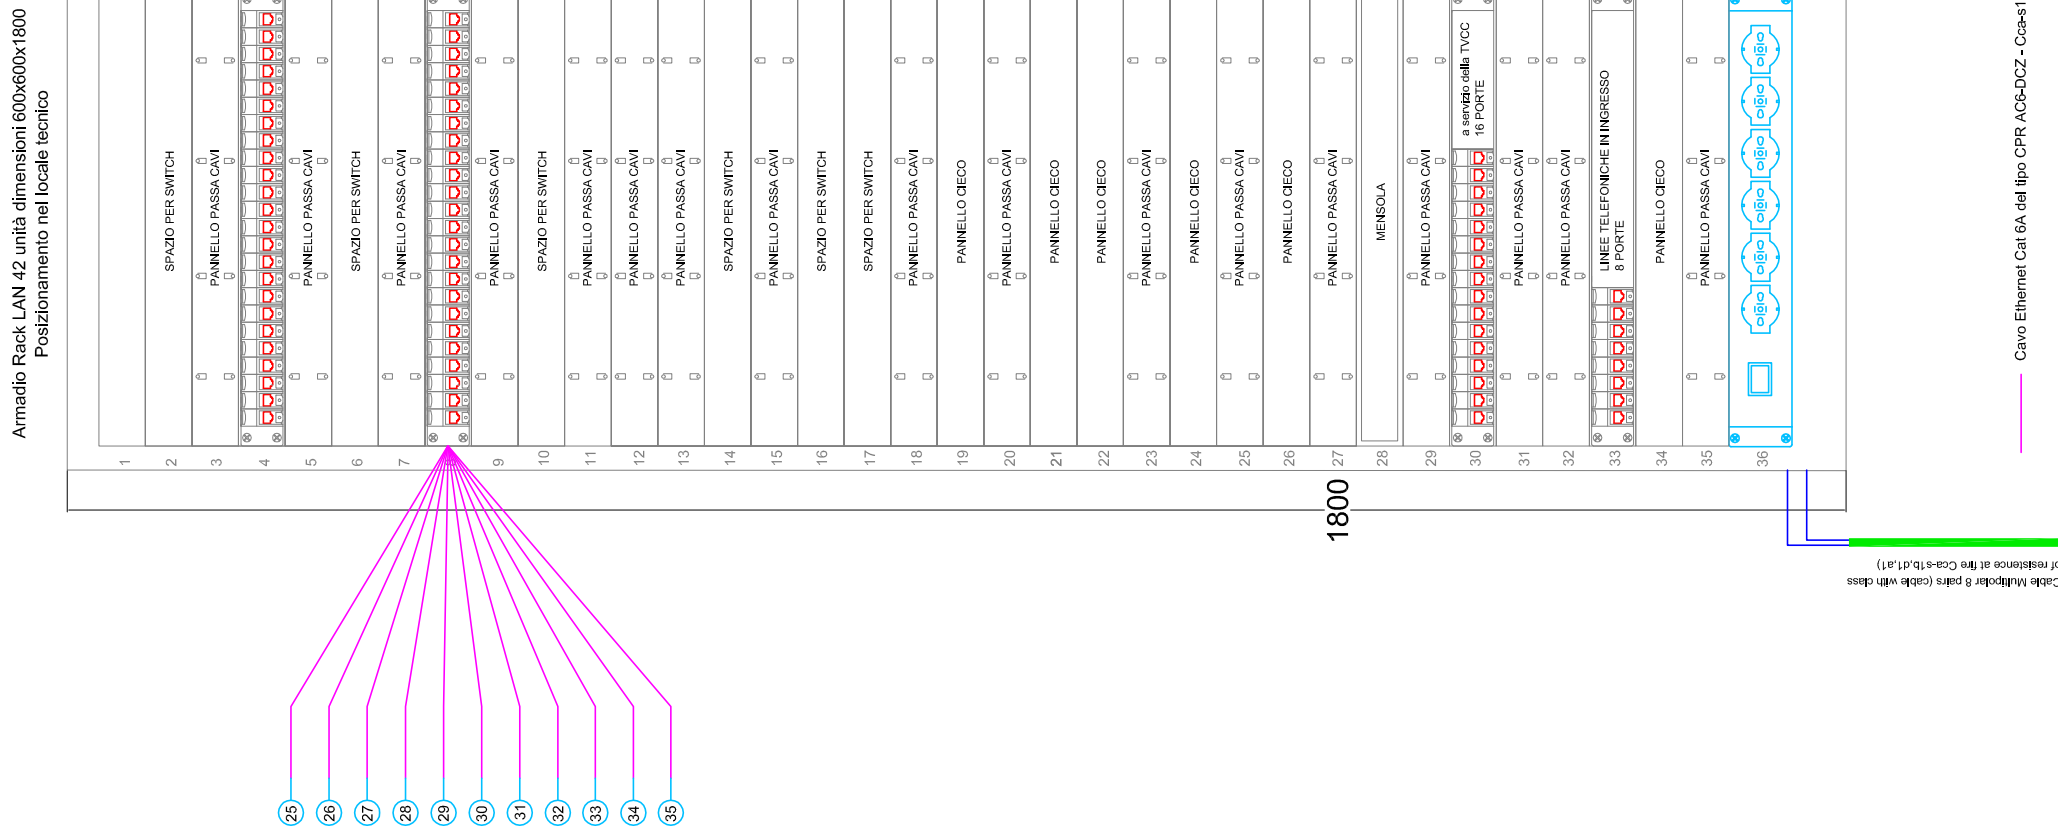 Armadio Rack LAN 42 unità dimensioni 600x600x1800
Posizionamento nel locale tecnico
1
2
SPAZIO PER SWITCH
3
PANNELLO PASSA CAVI
4
5
PANNELLO PASSA CAVI
6
SPAZIO PER SWITCH
7
PANNELLO PASSA CAVI
9
PANNELLO PASSA CAVI
10
SPAZIO PER SWITCH
11
PANNELLO PASSA CAVI
12
PANNELLO PASSA CAVI
13
PANNELLO PASSA CAVI
14
SPAZIO PER SWITCH
15
PANNELLO PASSA CAVI
16
SPAZIO PER SWITCH
17
SPAZIO PER SWITCH
18
PANNELLO PASSA CAVI
19
PANNELLO CIECO
20
PANNELLO PASSA CAVI
21
PANNELLO CIECO
22
PANNELLO CIECO
23
PANNELLO PASSA CAVI
24
PANNELLO CIECO
25
PANNELLO PASSA CAVI
26
PANNELLO CIECO
27
PANNELLO PASSA CAVI
28
MENSOLA
29
PANNELLO PASSA CAVI
30
a servizio della TVCC
16 PORTE
31
PANNELLO PASSA CAVI
32
PANNELLO PASSA CAVI
33
LINEE TELEFONICHE IN INGRESSO
8 PORTE
34
PANNELLO CIECO
35
PANNELLO PASSA CAVI
36
1800
25
26
27
28
29
30
31
32
33
34
35
Cavo Ethernet Cat 6A del tipo CPR AC6-DCZ - Cca-s1
Cable Multipolar 8 pairs (cable with class
of resistence at fire Cca-s1b,d1,a1)